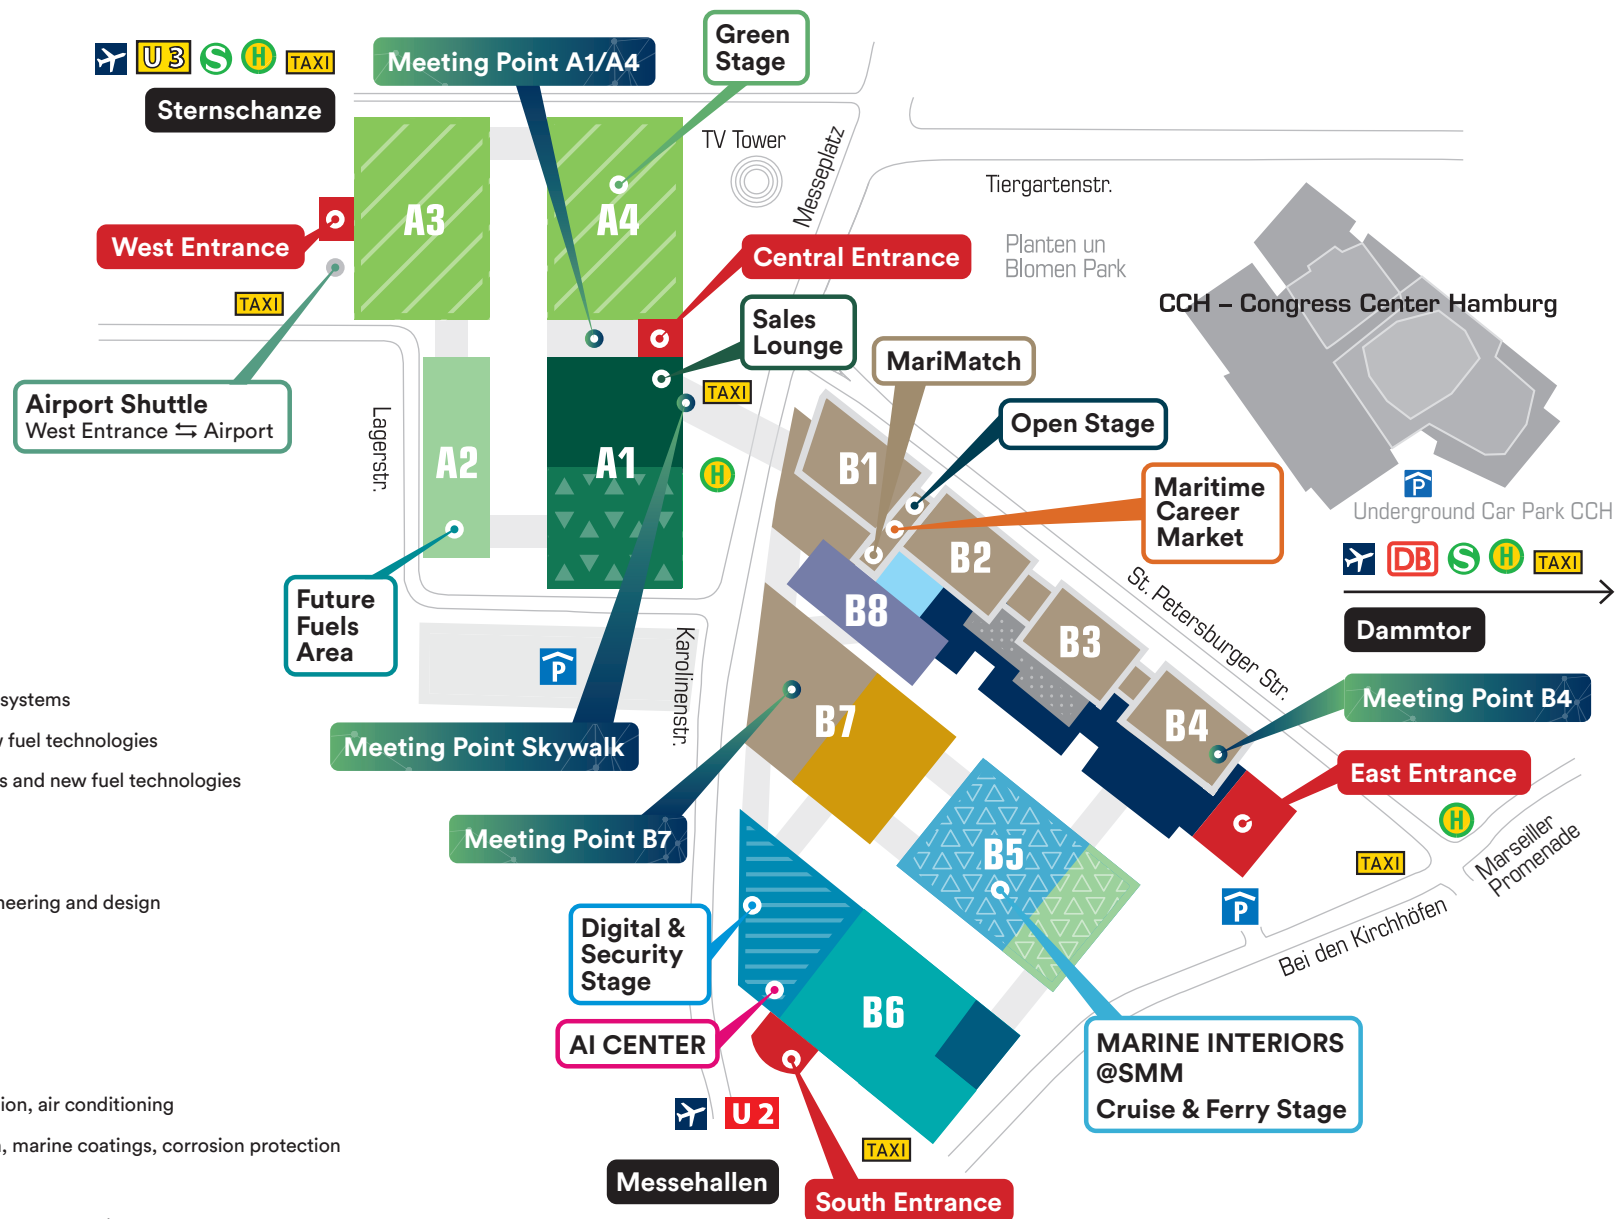 Green
Stage
U3
S
H
TAXI
Meeting Point A1/A4
Sternschanze
TV Tower
Messeplatz
Tiergartenstr.
A3
A4
West Entrance
Central Entrance
Planten un
Blomen Park
TAXI
CCH – Congress Center Hamburg
Sales
Lounge
MariMatch
Airport Shuttle
West Entrance ⇆ Airport
TAXI
Lagerstr.
Open Stage
A2
A1
H
B1
Maritime
Career
Market
P
Underground Car Park CCH
DB
S
H
TAXI
B2
St. Petersburger Str.
Future
Fuels
Area
B8
Dammtor
B3
Karolinenstr.
P
systems
fuel technologies
s and new fuel technologies
Meeting Point Skywalk
B7
B4
Meeting Point B4
East Entrance
Meeting Point B7
H
Marseiller
Promenade
B5
TAXI
neering and design
P
Bei den Kirchhöfen
Digital &
Security
Stage
B6
AI CENTER
MARINE INTERIORS
@SMM
Cruise & Ferry Stage
ion, air conditioning
, marine coatings, corrosion protection
U2
TAXI
Messehallen
South Entrance